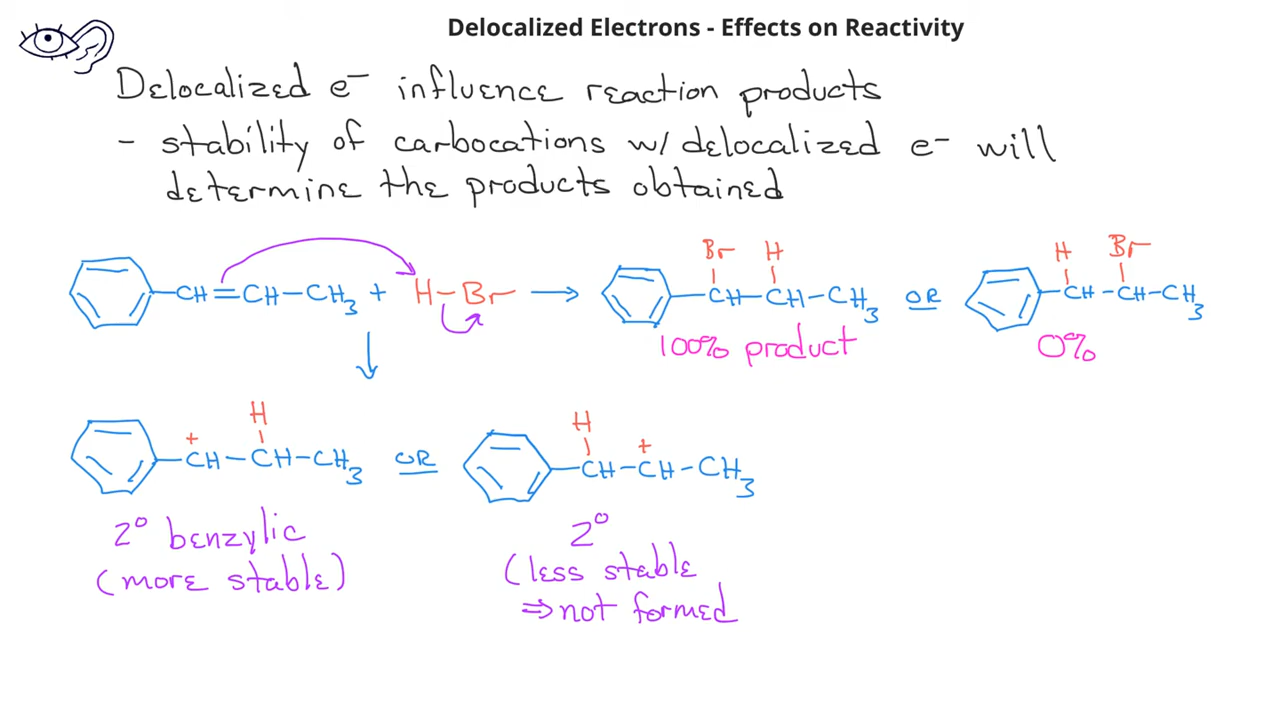 Delocalized Electrons - Effects on Reactivity
Delocalized e⁻ influence reaction products
- stability of carbocations w/ delocalized e⁻ will
determine the products obtained
Br H H Br
CH=CH-CH₃ + H-Br → CH-CH-CH₃ OR CH-CH-CH₃
100% product 0%
+ H H +
CH-CH-CH₃ OR CH-CH-CH₃
2° benzylic 2°
(more stable) (less stable
⇒ not formed